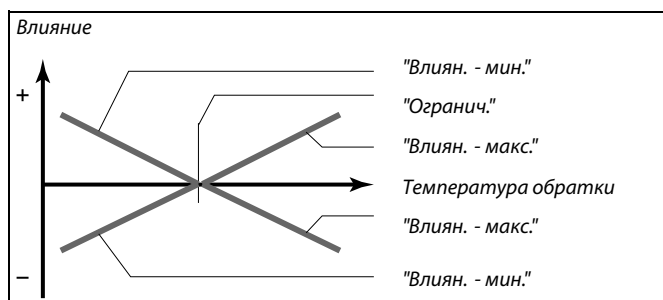 Влияние
"Влиян. - мин."
+
"Огранич."
"Влиян. - макс."
Температура обратки
"Влиян. - макс."
–
"Влиян. - мин."